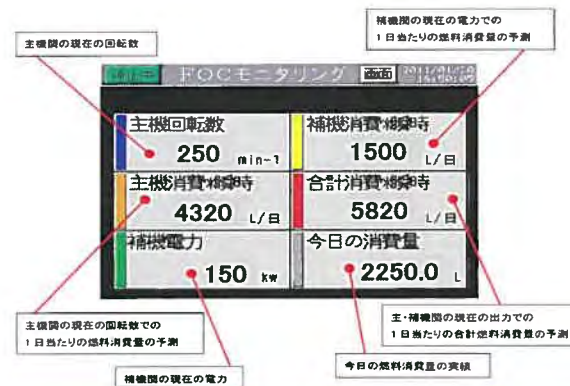 補機関の現在の電力での
1日当たりの燃料消費量の予測
主機関の現在の回転数
FOCモニタリング 画面
主機回転数
250 min-1
補機消費*瞬時
1500 L/日
主機消費*瞬時
4320 L/日
合計消費*瞬時
5820 L/日
補機電力
150 kw
今日の消費量
2250.0 L
主機関の現在の回転数での
1日当たりの燃料消費量の予測
主・補機関の現在の出力での
1日当たりの合計燃料消費量の予測
補機関の現在の電力
今日の燃料消費量の実績